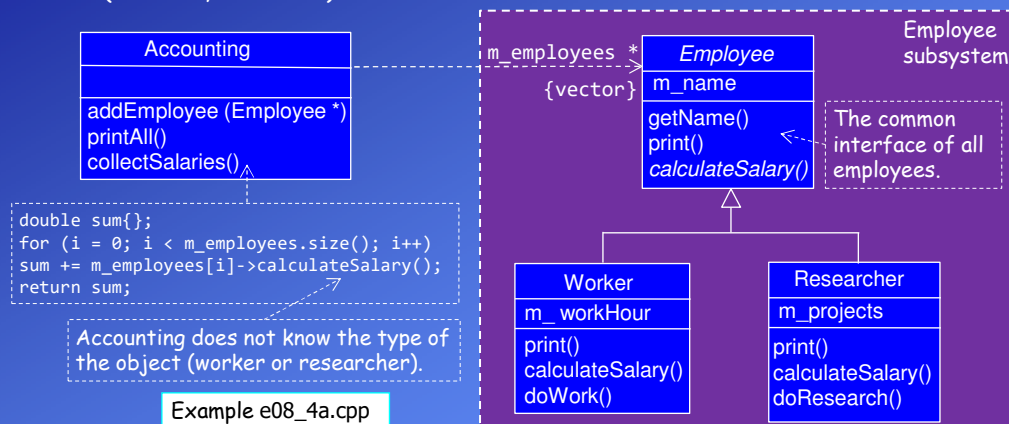 Accounting
addEmployee (Employee *)
printAll()
collectSalaries()
double sum{};
for (i = 0; i < m_employees.size(); i++)
sum += m_employees[i]->calculateSalary();
return sum;
Accounting does not know the type of
the object (worker or researcher).
Example e08_4a.cpp
m_employees *
{vector}
Employee
subsystem
Employee
m_name
getName()
print()
calculateSalary()
The common
interface of all
employees.
Worker
m_ workHour
print()
calculateSalary()
doWork()
Researcher
m_projects
print()
calculateSalary()
doResearch()